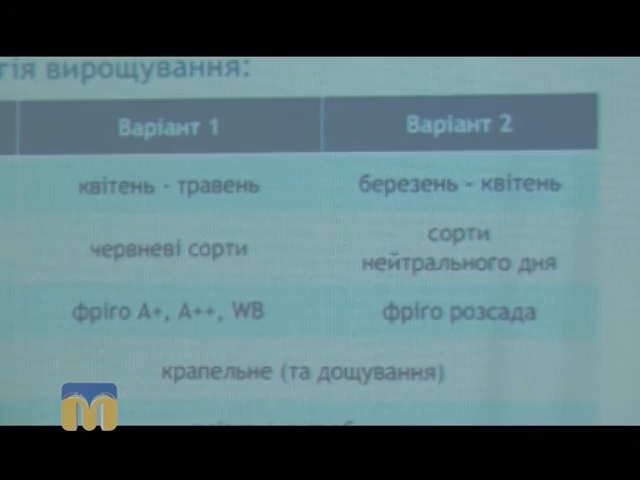 вирощування:
Варіант 1
Варіант 2
квітень - травень
березень - квітень
червневі сорти
сорти
нейтрального дня
фріго А+, А++, WB
фріго розсада
крапельне (та дощування)